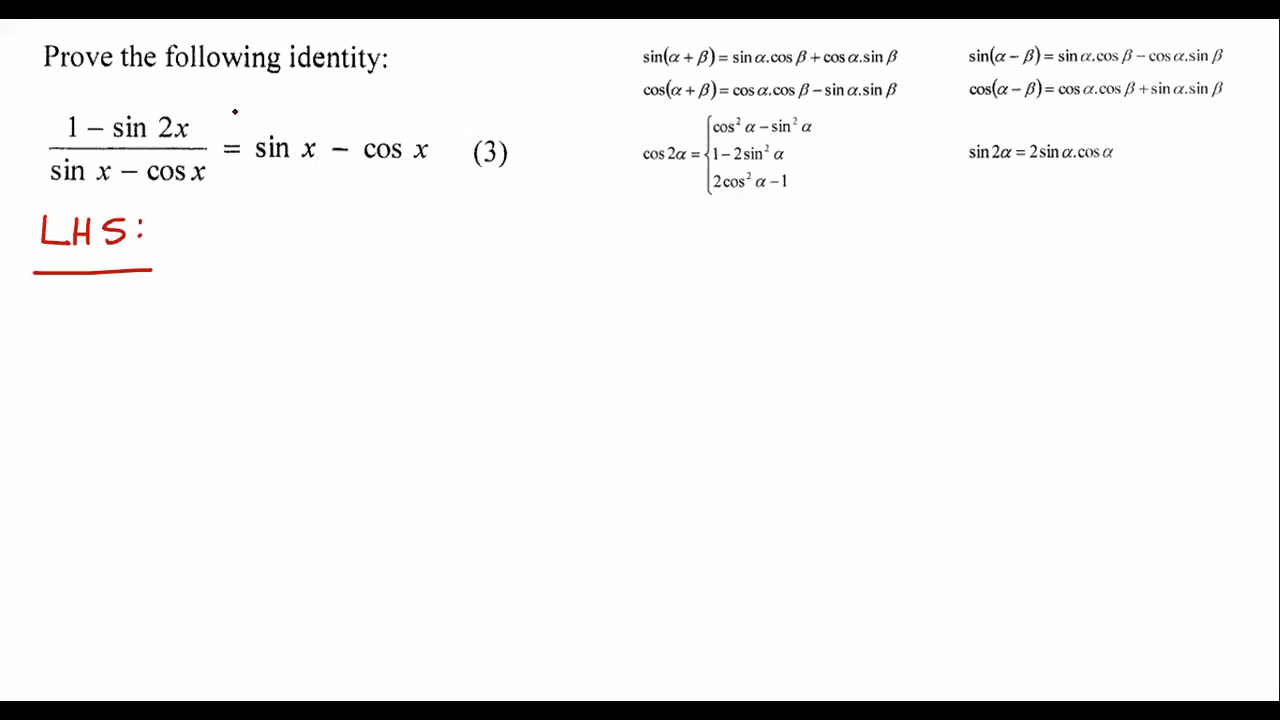 Prove the following identity:
1 − sin 2x / sin x − cos x = sin x − cos x (3)
LHS:
sin(α + β) = sin α.cos β + cos α.sin β
sin(α − β) = sin α.cos β − cos α.sin β
cos(α + β) = cos α.cos β − sin α.sin β
cos(α − β) = cos α.cos β + sin α.sin β
cos 2α = { cos² α − sin² α
1 − 2sin² α
2cos² α − 1
sin 2α = 2sin α.cos α